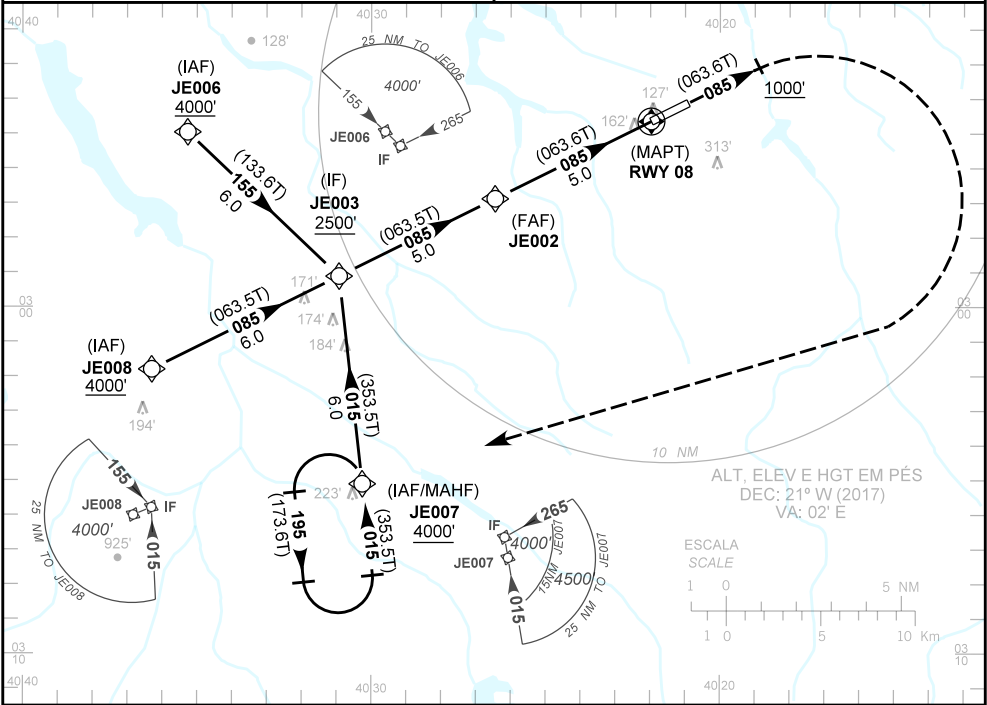 40 40
40 30
40 20
128'
(IAF)
JE006
4000'
25 NM TO JE006
4000'
155
265
JE006
IF
(063.6T)
085
1000'
127'
162'
(MAPT)
RWY 08
313'
(063.6T)
085
5.0
(133.6T)
155
6.0
(IF)
JE003
2500'
(063.5T)
085
5.0
(FAF)
JE002
171'
174'
184'
03
00
03
00
(063.5T)
085
6.0
(IAF)
JE008
4000'
194'
(353.5T)
015
6.0
10 NM
ALT, ELEV E HGT EM PÉS
DEC: 21º W (2017)
VA: 02' E
155
JE008
IF
4000'
925'
015
25 NM TO JE008
223'
(IAF/MAHF)
JE007
4000'
195
(173.6T)
015
(353.5T)
265
IF
4000'
JE007
15NM JE007
4500'
25 NM TO JE007
015
ESCALA
SCALE
1 0 5 NM
1 0 5 10 Km
03
10
03
10
40 40
40 30
40 20